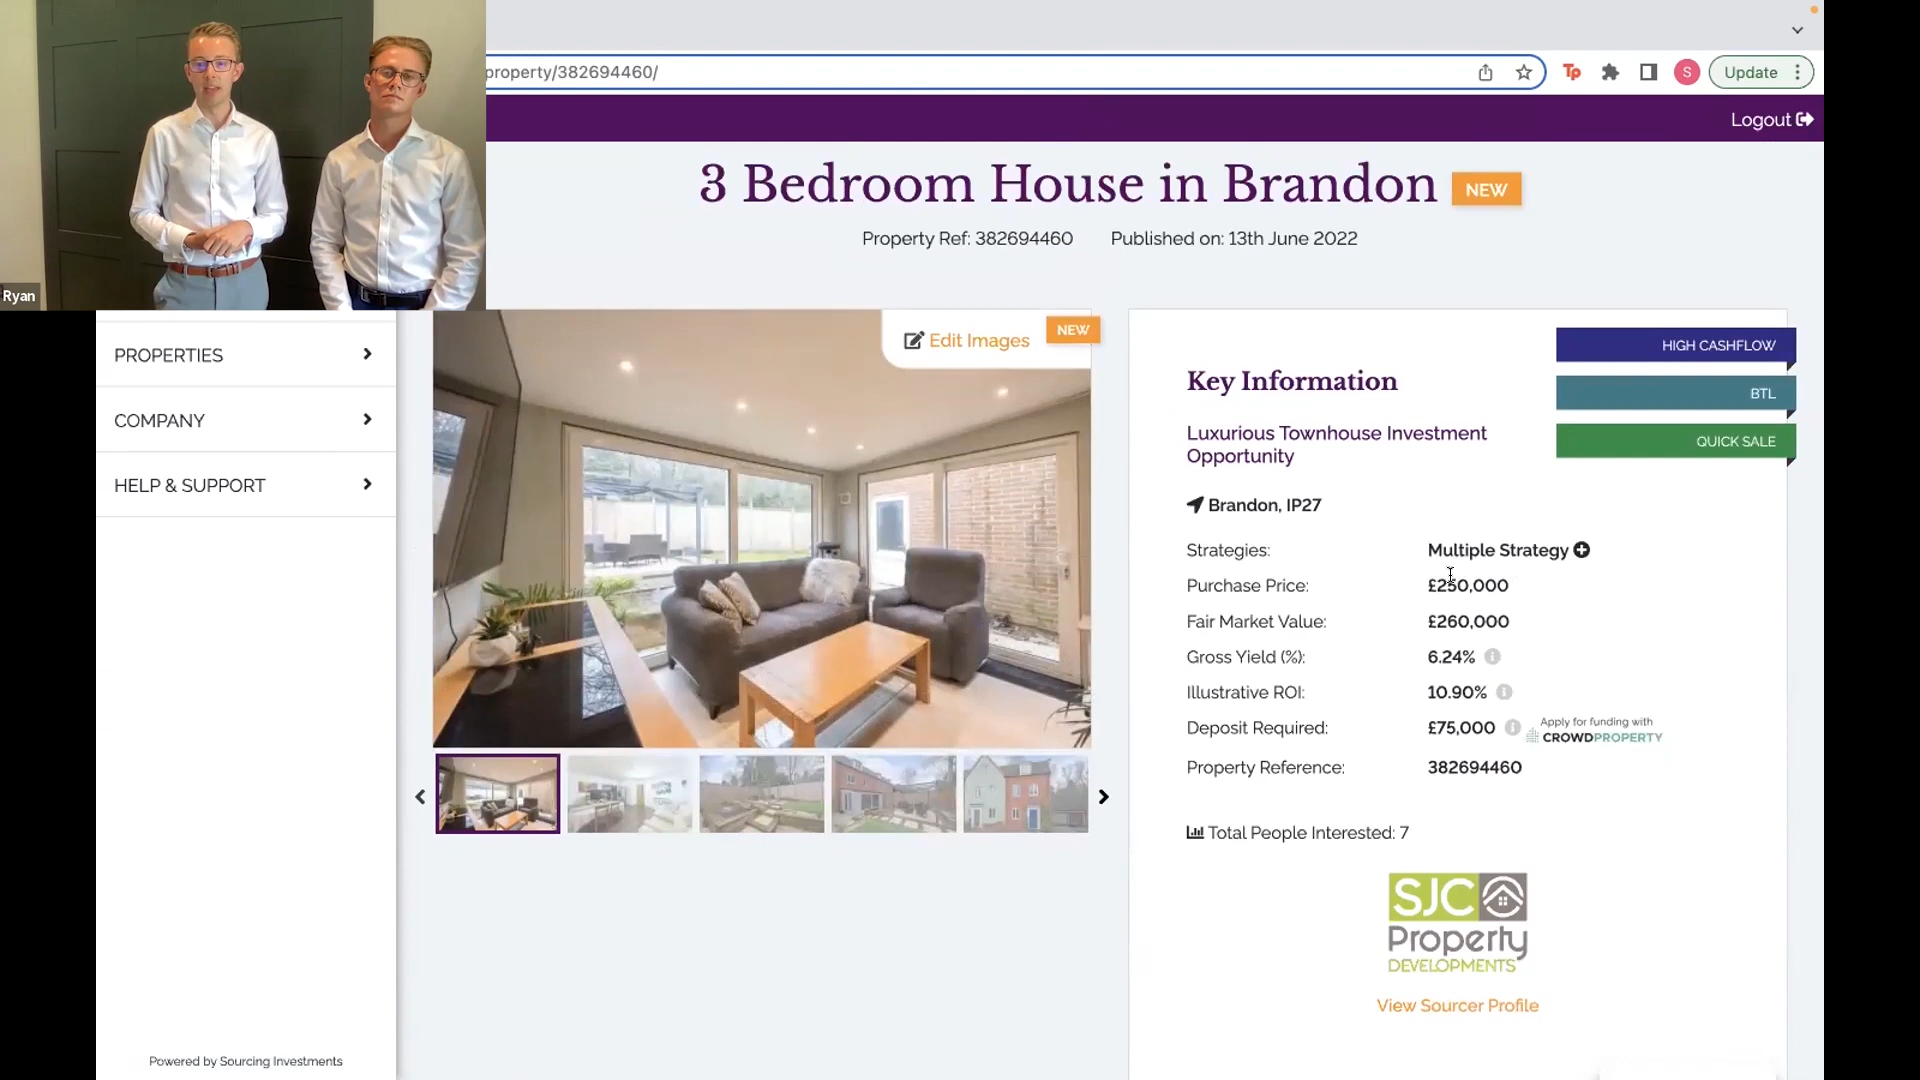 property/382694460/
Tp
S
Update
Logout
3 Bedroom House in Brandon
NEW
Property Ref: 382694460
Published on: 13th June 2022
Ryan
PROPERTIES
COMPANY
HELP & SUPPORT
Powered by Sourcing Investments
Edit Images
NEW
HIGH CASHFLOW
BTL
QUICK SALE
Key Information
Luxurious Townhouse Investment
Opportunity
Brandon, IP27
Strategies: Multiple Strategy
Purchase Price: £250,000
Fair Market Value: £260,000
Gross Yield (%): 6.24%
Illustrative ROI: 10.90%
Deposit Required: £75,000
Apply for funding with
CROWDPROPERTY
Property Reference: 382694460
Total People Interested: 7
SJC
Property
DEVELOPMENTS
View Sourcer Profile